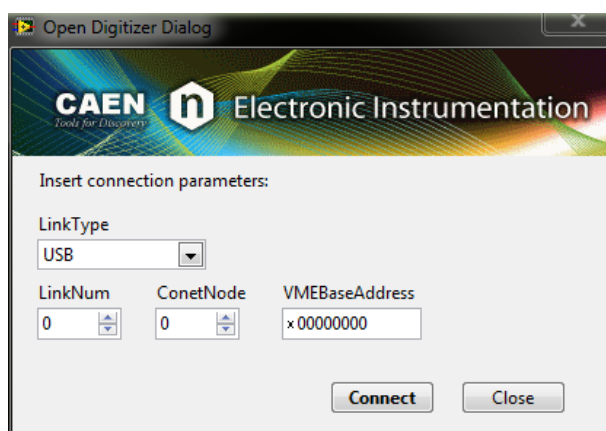 Open Digitizer Dialog
CAEN
Tools for Discovery
n Electronic Instrumentation
Insert connection parameters:
LinkType
USB
LinkNum ConetNode VMEBaseAddress
0 0 x 00000000
Connect Close